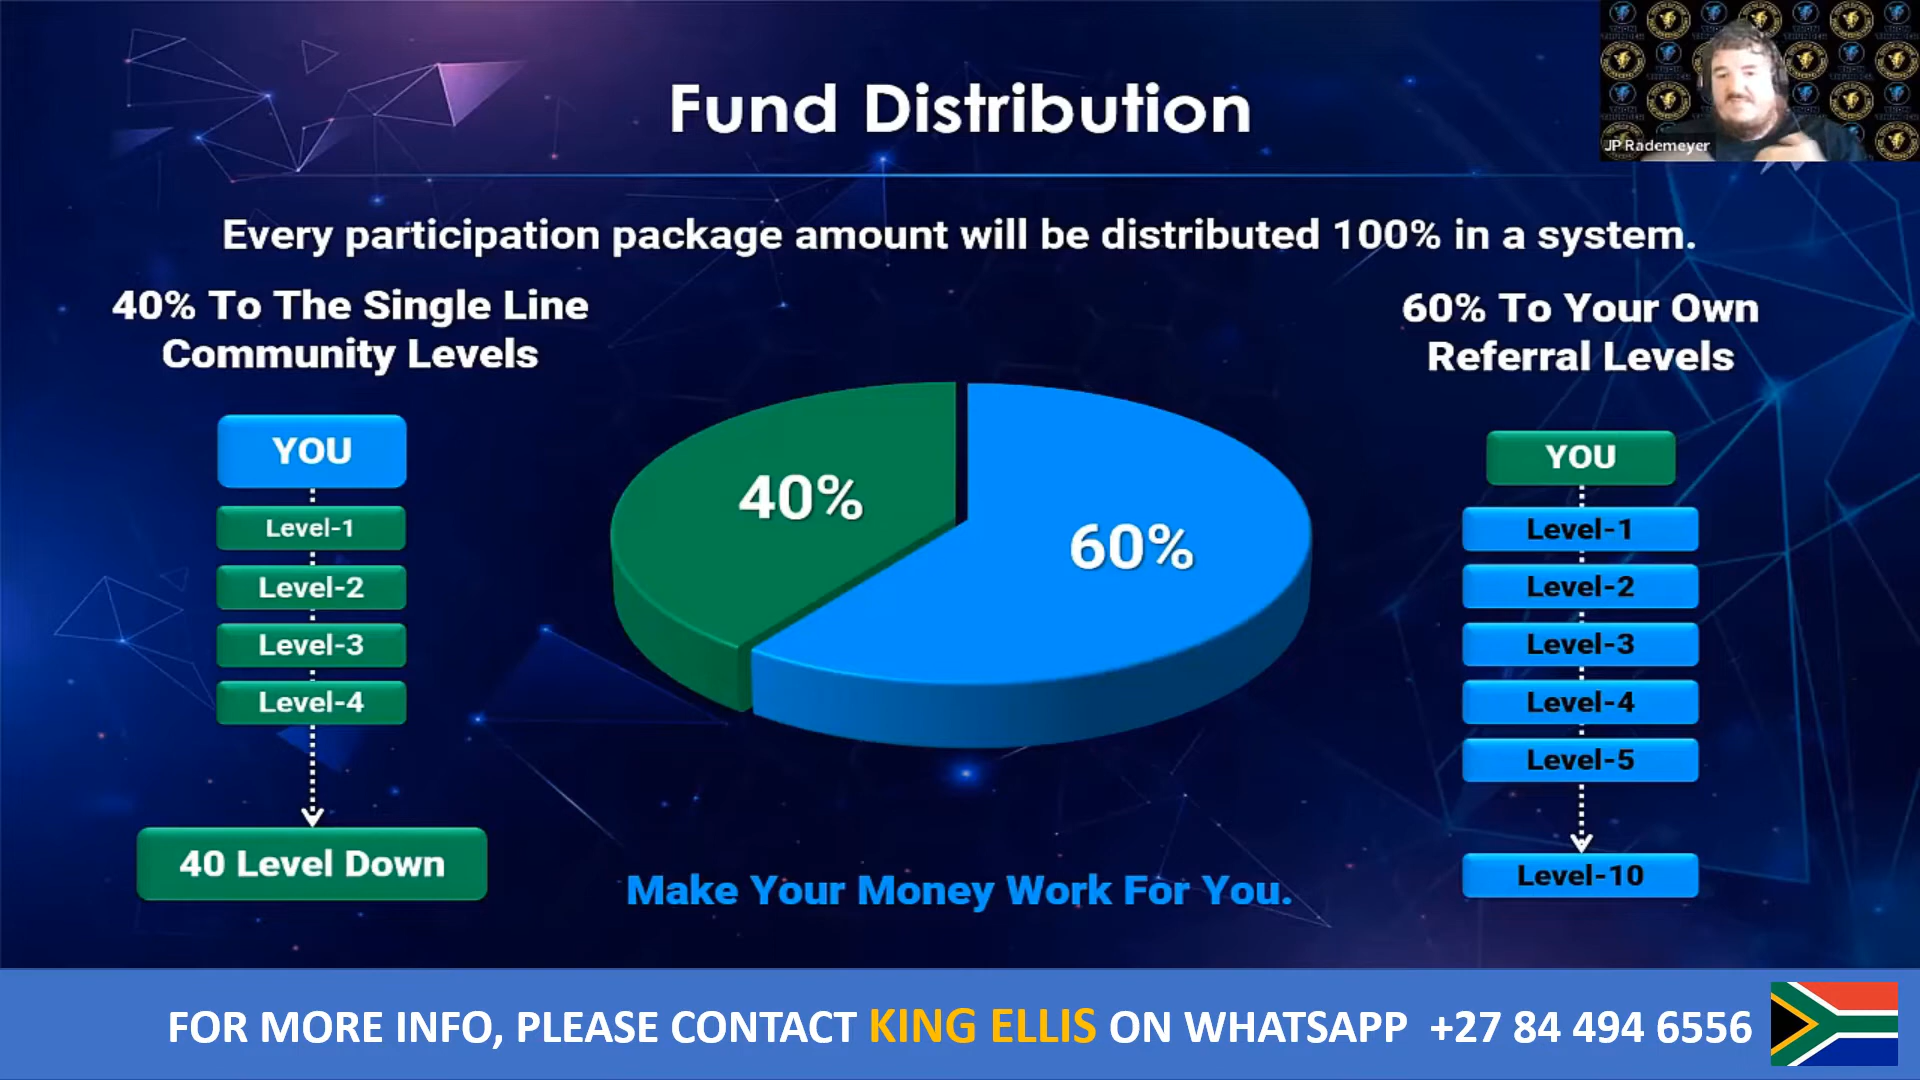 Fund Distribution
JP Rademeyer
Every participation package amount will be distributed 100% in a system.
40% To The Single Line
Community Levels
60% To Your Own
Referral Levels
YOU
Level-1
Level-2
Level-3
Level-4
40 Level Down
40%
60%
YOU
Level-1
Level-2
Level-3
Level-4
Level-5
Level-10
Make Your Money Work For You.
FOR MORE INFO, PLEASE CONTACT KING ELLIS ON WHATSAPP +27 84 494 6556